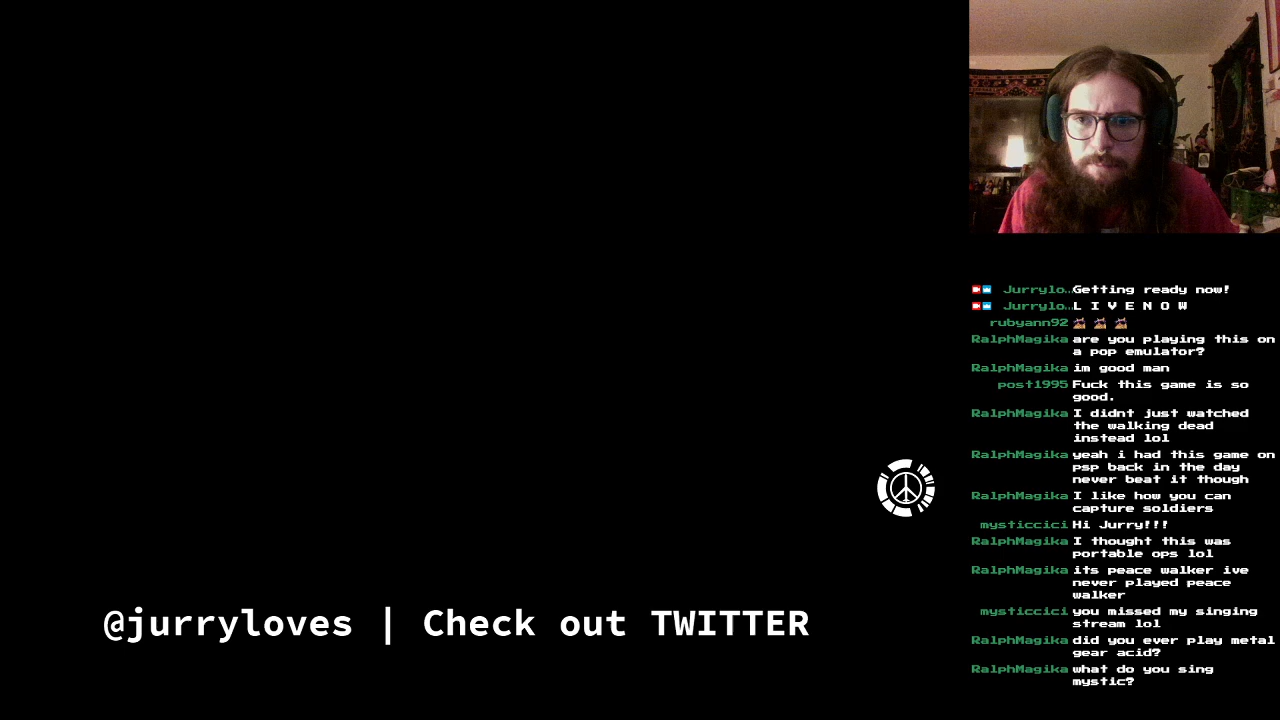 Jurrylo.. Getting ready now!
Jurrylo.. L I V E N O W
rubyann92
RalphMagika are you playing this on
a pop emulator?
RalphMagika im good man
post1995 Fuck this game is so
good.
RalphMagika I didnt just watched
the walking dead
instead lol
RalphMagika yeah i had this game on
psp back in the day
never beat it though
RalphMagika I like how you can
capture soldiers
mysticcici Hi Jurry!!!
RalphMagika I thought this was
portable ops lol
RalphMagika its peace walker ive
never played peace
walker
mysticcici you missed my singing
stream lol
RalphMagika did you ever play metal
gear acid?
RalphMagika what do you sing
mystic?
@jurryloves | Check out TWITTER